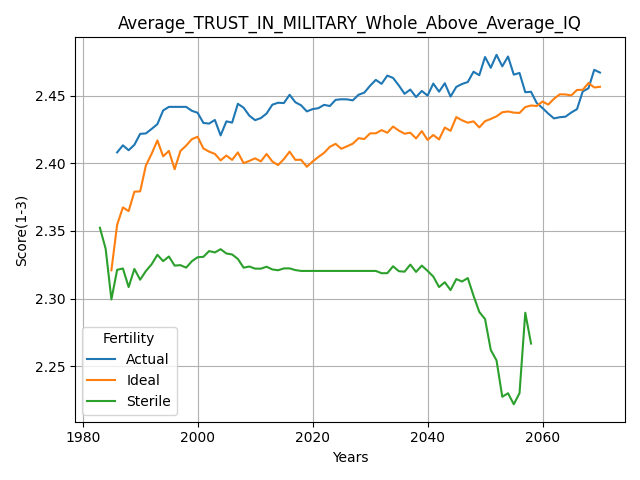 Average_TRUST_IN_MILITARY_Whole_Above_Average_IQ
Score(1-3)
2.45
2.40
2.35
2.30
2.25
Fertility
Actual
Ideal
Sterile
1980 2000 2020 2040 2060
Years